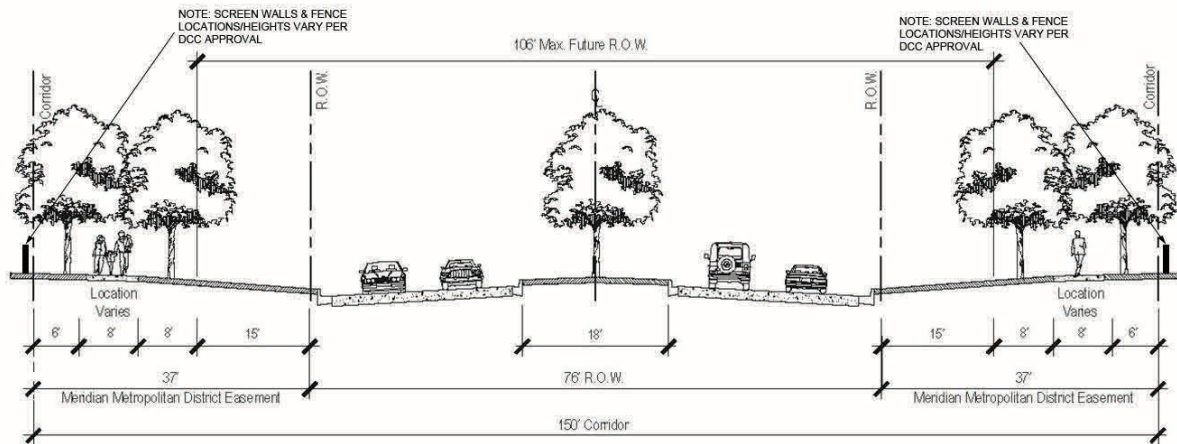 NOTE: SCREEN WALLS & FENCE
LOCATIONS/HEIGHTS VARY PER
DCC APPROVAL
NOTE: SCREEN WALLS & FENCE
LOCATIONS/HEIGHTS VARY PER
DCC APPROVAL
106' Max. Future R.O.W.
Corridor
R.O.W.
R.O.W.
Corridor
Location
Varies
Location
Varies
6' 8' 8' 15' 18' 15' 8' 8' 6'
37' 76' R.O.W. 37'
Meridian Metropolitan District Easement Meridian Metropolitan District Easement
150' Corridor